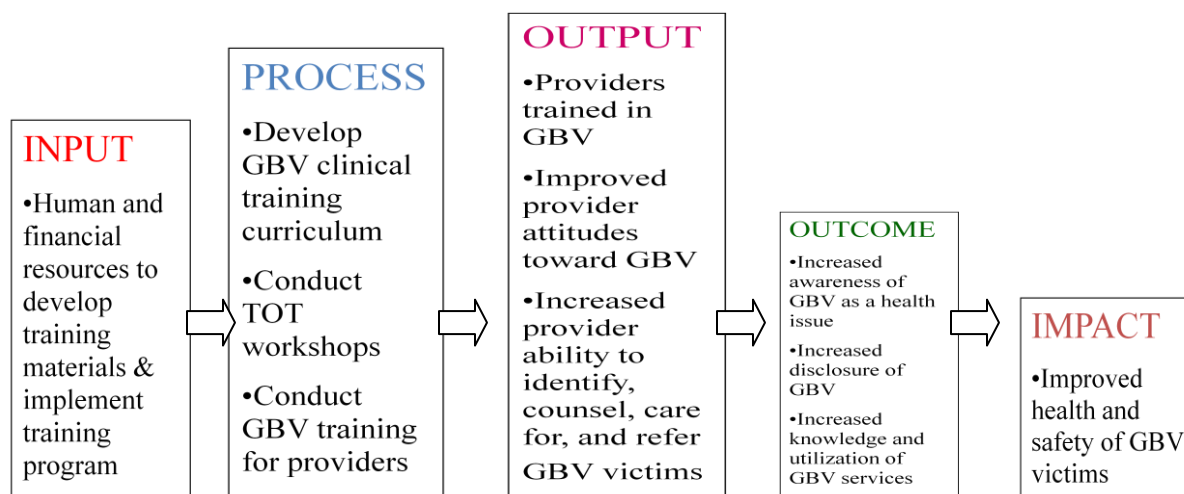 INPUT
•Human and
financial
resources to
develop
training
materials &
implement
training
program
PROCESS
•Develop
GBV clinical
training
curriculum
•Conduct
TOT
workshops
•Conduct
GBV training
for providers
OUTPUT
•Providers
trained in
GBV
•Improved
provider
attitudes
toward GBV
•Increased
provider
ability to
identify,
counsel, care
for, and refer
GBV victims
OUTCOME
•Increased
awareness of
GBV as a health
issue
•Increased
disclosure of
GBV
•Increased
knowledge and
utilization of
GBV services
IMPACT
•Improved
health and
safety of GBV
victims